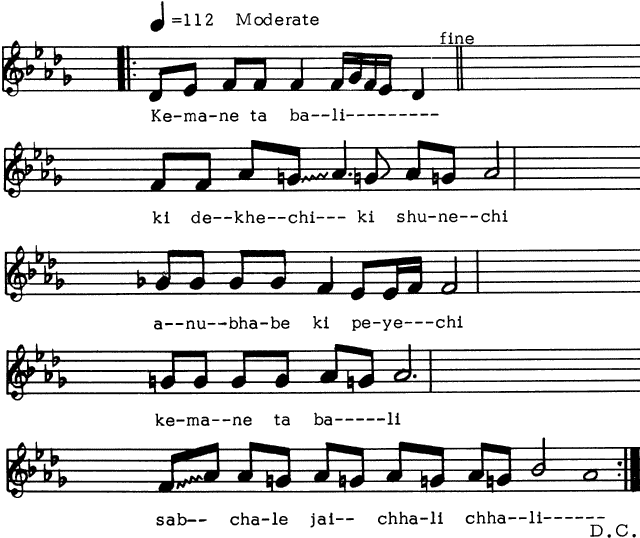 =112 Moderate
fine
Ke-ma-ne ta ba--li---------
ki de--khe--chi--- ki shu-ne--chi
a--nu--bha-be ki pe-ye---chi
ke-ma--ne ta ba-----li
sab-- cha-le jai-- chha-li chha--li------
D.C.